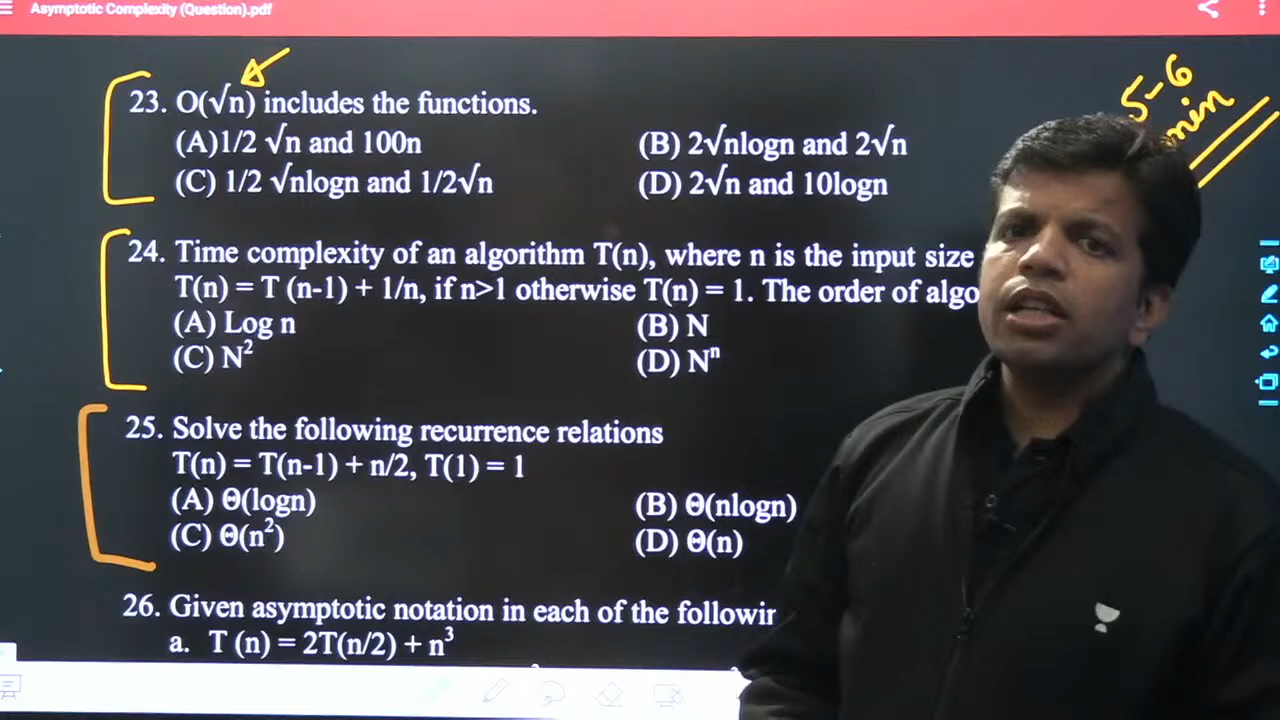 Asymptotic Complexity (Question).pdf
5-6
min
23. O(√n) includes the functions.
(A)1/2 √n and 100n (B) 2√nlogn and 2√n
(C) 1/2 √nlogn and 1/2√n (D) 2√n and 10logn
24. Time complexity of an algorithm T(n), where n is the input size
T(n) = T (n-1) + 1/n, if n>1 otherwise T(n) = 1. The order of algo
(A) Log n (B) N
(C) N² (D) Nⁿ
25. Solve the following recurrence relations
T(n) = T(n-1) + n/2, T(1) = 1
(A) Θ(logn) (B) Θ(nlogn)
(C) Θ(n²) (D) Θ(n)
26. Given asymptotic notation in each of the followin
a. T (n) = 2T(n/2) + n³